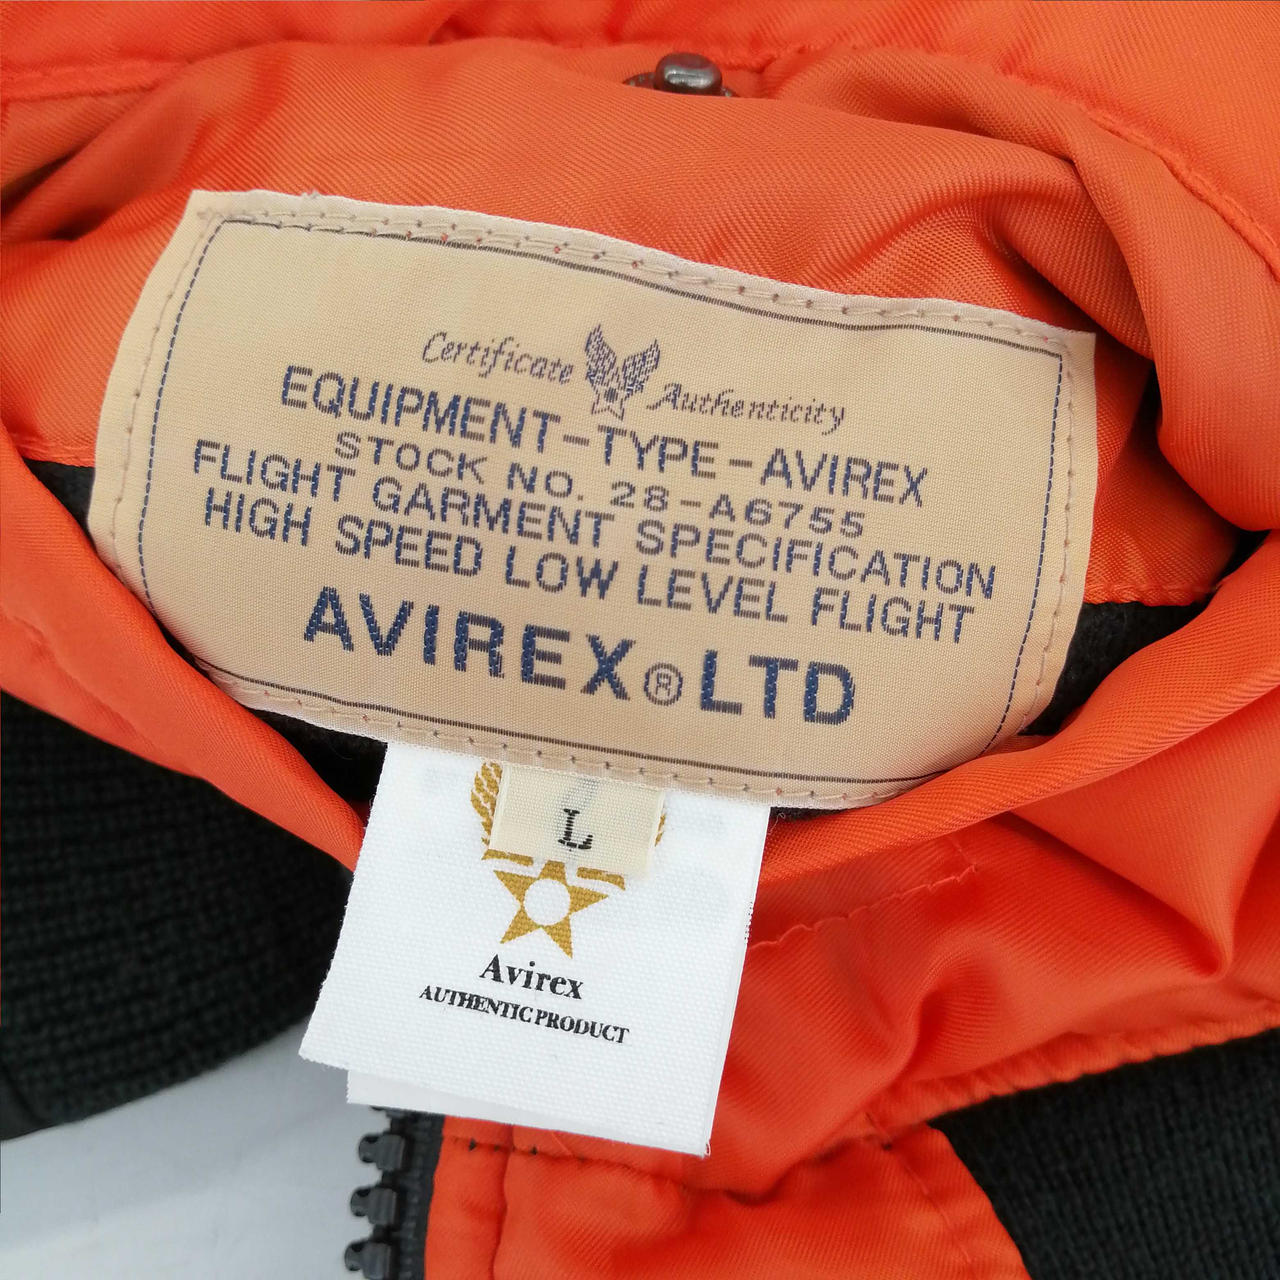 Certificate Authenticity
EQUIPMENT-TYPE-AVIREX
STOCK NO. 28-A6755
FLIGHT GARMENT SPECIFICATION
HIGH SPEED LOW LEVEL FLIGHT
AVIREX®LTD
L
Avirex
AUTHENTIC PRODUCT